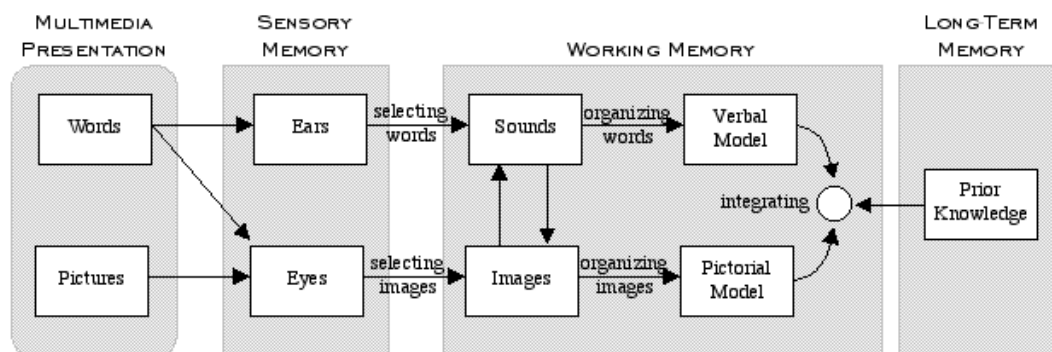 MULTIMEDIA
PRESENTATION
SENSORY
MEMORY
WORKING MEMORY
LONG-TERM
MEMORY
Words
Ears
selecting
words
Sounds
organizing
words
Verbal
Model
integrating
Prior
Knowledge
Pictures
Eyes
selecting
images
Images
organizing
images
Pictorial
Model